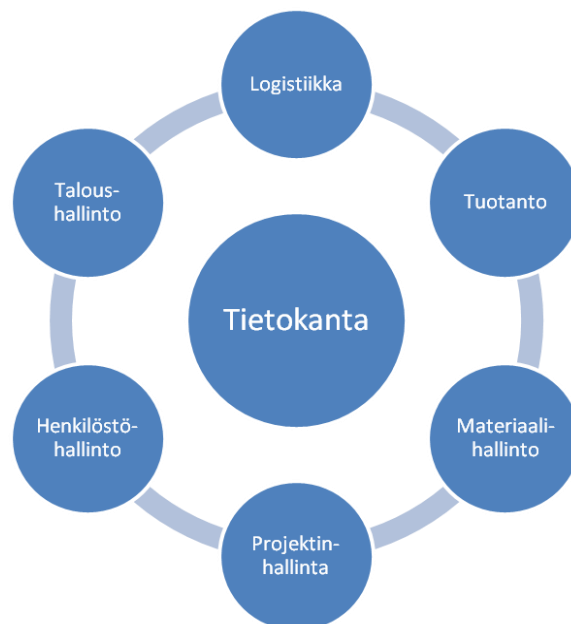 Logistiikka
Talous-
hallinto
Tuotanto
Tietokanta
Henkilöstö-
hallinto
Materiaali-
hallinto
Projektin-
hallinta